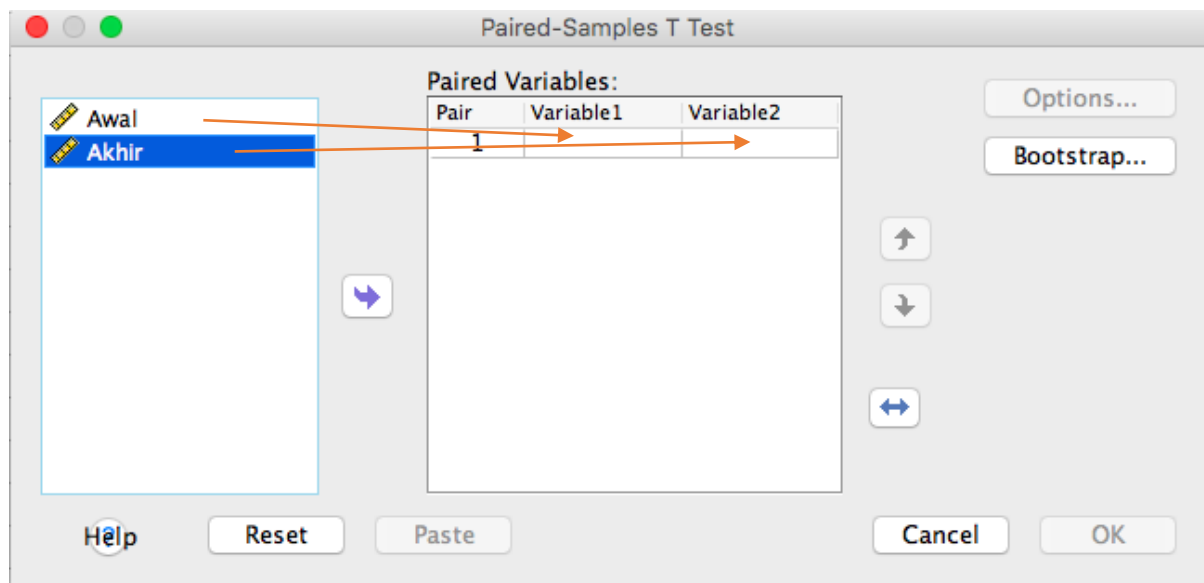 Paired-Samples T Test
Paired Variables:
Awal
Akhir
Pair Variable1 Variable2
1
Options...
Bootstrap...
Help
Reset
Paste
Cancel
OK